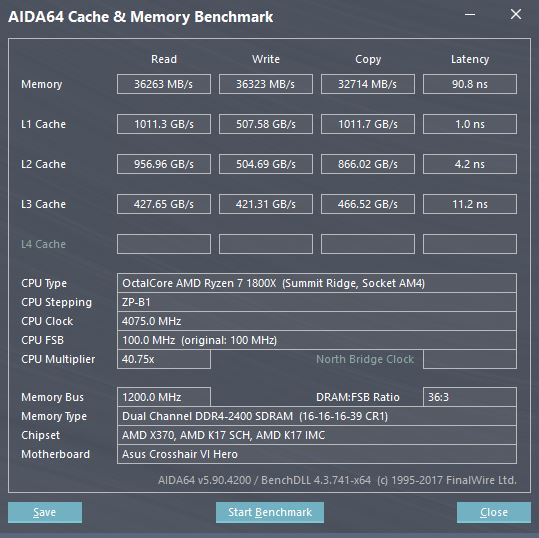 AIDA64 Cache & Memory Benchmark
Read Write Copy Latency
Memory 36263 MB/s 36323 MB/s 32714 MB/s 90.8 ns
L1 Cache 1011.3 GB/s 507.58 GB/s 1011.7 GB/s 1.0 ns
L2 Cache 956.96 GB/s 504.69 GB/s 866.02 GB/s 4.2 ns
L3 Cache 427.65 GB/s 421.31 GB/s 466.52 GB/s 11.2 ns
L4 Cache
CPU Type OctalCore AMD Ryzen 7 1800X (Summit Ridge, Socket AM4)
CPU Stepping ZP-B1
CPU Clock 4075.0 MHz
CPU FSB 100.0 MHz (original: 100 MHz)
CPU Multiplier 40.75x North Bridge Clock
Memory Bus 1200.0 MHz DRAM:FSB Ratio 36:3
Memory Type Dual Channel DDR4-2400 SDRAM (16-16-16-39 CR1)
Chipset AMD X370, AMD K17 SCH, AMD K17 IMC
Motherboard Asus Crosshair VI Hero
AIDA64 v5.90.4200 / BenchDLL 4.3.741-x64 (c) 1995-2017 FinalWire Ltd.
Save Start Benchmark Close